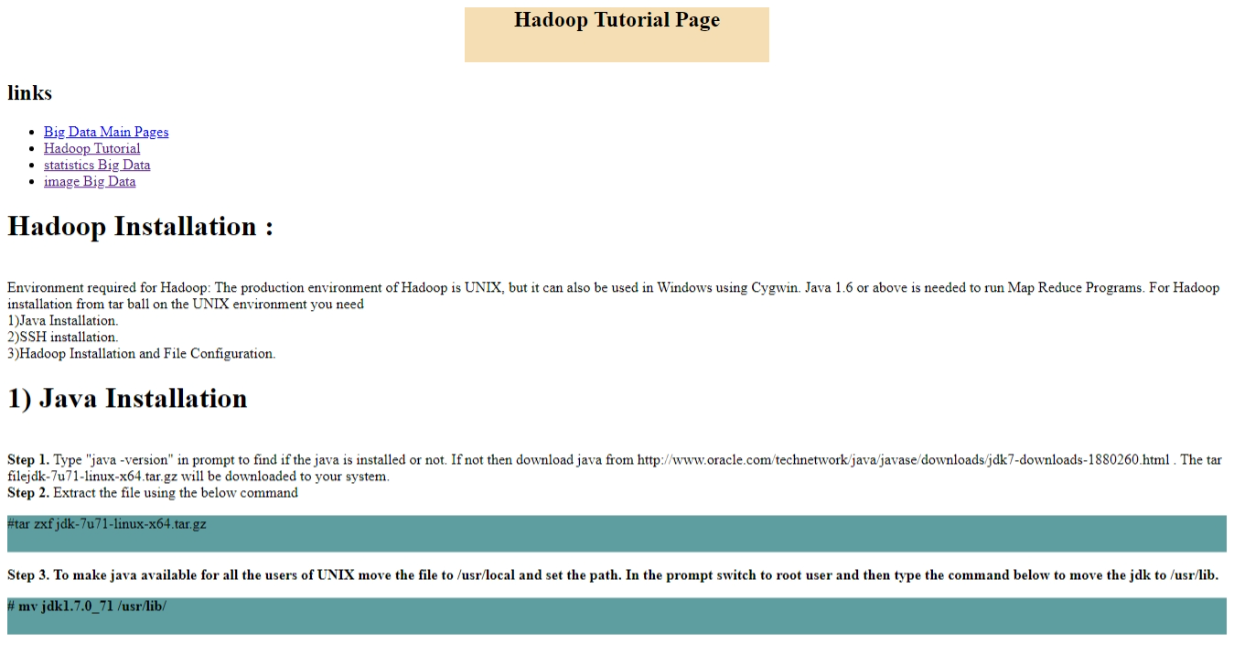 Hadoop Tutorial Page
links
Big Data Main Pages
Hadoop Tutorial
statistics Big Data
image Big Data
Hadoop Installation :
Environment required for Hadoop: The production environment of Hadoop is UNIX, but it can also be used in Windows using Cygwin. Java 1.6 or above is needed to run Map Reduce Programs. For Hadoop
installation from tar ball on the UNIX environment you need
1)Java Installation.
2)SSH installation.
3)Hadoop Installation and File Configuration.
1) Java Installation
Step 1. Type "java -version" in prompt to find if the java is installed or not. If not then download java from http://www.oracle.com/technetwork/java/javase/downloads/jdk7-downloads-1880260.html . The tar
filejdk-7u71-linux-x64.tar.gz will be downloaded to your system.
Step 2. Extract the file using the below command
#tar zxf jdk-7u71-linux-x64.tar.gz
Step 3. To make java available for all the users of UNIX move the file to /usr/local and set the path. In the prompt switch to root user and then type the command below to move the jdk to /usr/lib.
# mv jdk1.7.0_71 /usr/lib/